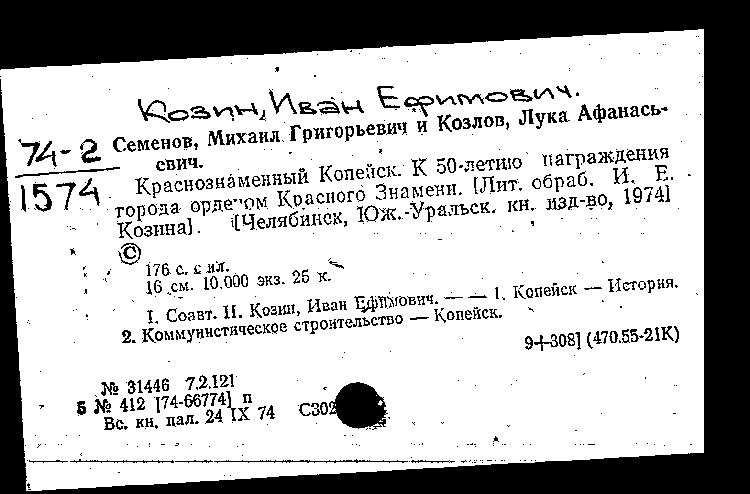 Козин, Иван Ефимович.
74-2
1574
Семенов, Михаил Григорьевич и Козлов, Лука Афанась-
евич.
Краснознаменный Копейск. К 50-летию награждения
города орденом Красного Знамени. [Лит. обраб. И. Е.
Козина]. [Челябинск, Юж.-Уральск. кн. изд-во, 1974]
©
176 с. с ил.
16 см. 10.000 экз. 25 к.
I. Соавт. II. Козин, Иван Ефимович. — — 1. Копейск — История.
2. Коммунистическое строительство — Копейск.
9+308] (470.55-21К)
№ 31446 7.2.121
5 № 412 [74-66774] п
Вс. кн. пал. 24 IX 74 С302